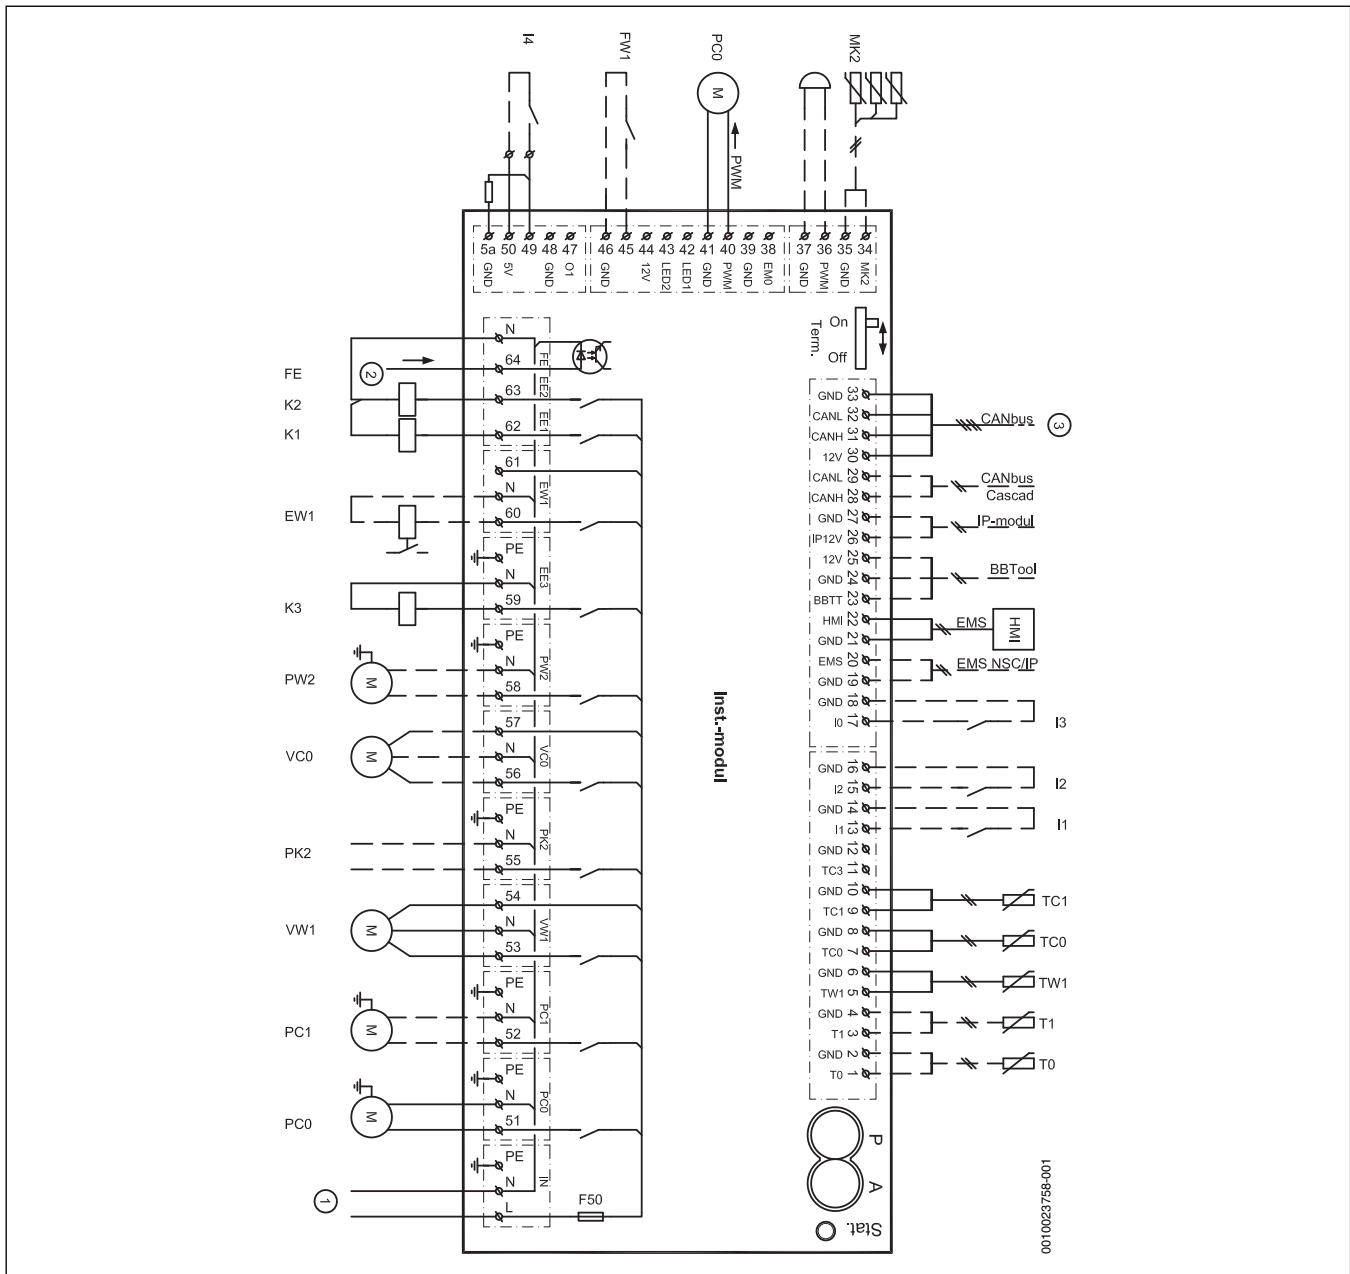 I4
FW1
PC0
MK2
M
PWM
5a 50 49 48 47
GND 5V GND O1
46 45 44 43 42 41 40 39 38
GND 12V LED2 LED1 GND PWM GND EM0
37 36 35 34
GND PWM GND MK2
On
Off
Term.
N
FE
FE 2 64
K2 63 EE2
K1 62 EE1
61
N EW1
EW1 60
PE
N EE3
K3 59
PE
N PW2
PW2 M 58
57
VC0 M N VC0
56
PE
N PK2
PK2 55
54
VW1 M N VW1
53
PE
N PC1
PC1 M 52
PE
N PC0
PC0 M 51
PE
N IN
1
L F50
Inst.-modul
GND 33
CANL 32 CANbus 3
CANH 31
12V 30
CANL 29 CANbus
CANH 28 Cascad
GND 27 IP-modul
IP12V 26
12V 25
GND 24 BBTool
BBTT 23
HMI 22 EMS HMI
GND 21
EMS 20 EMS NSC/IP
GND 19
GND 18
I0 17 I3
GND 16
I2 15 I2
GND 14
I1 13 I1
GND 12
TC3 11
GND 10
TC1 9 TC1
GND 8
TC0 7 TC0
GND 6
TW1 5 TW1
GND 4
T1 3 T1
GND 2
T0 1 T0
P
A
Stat.
0010023758-001